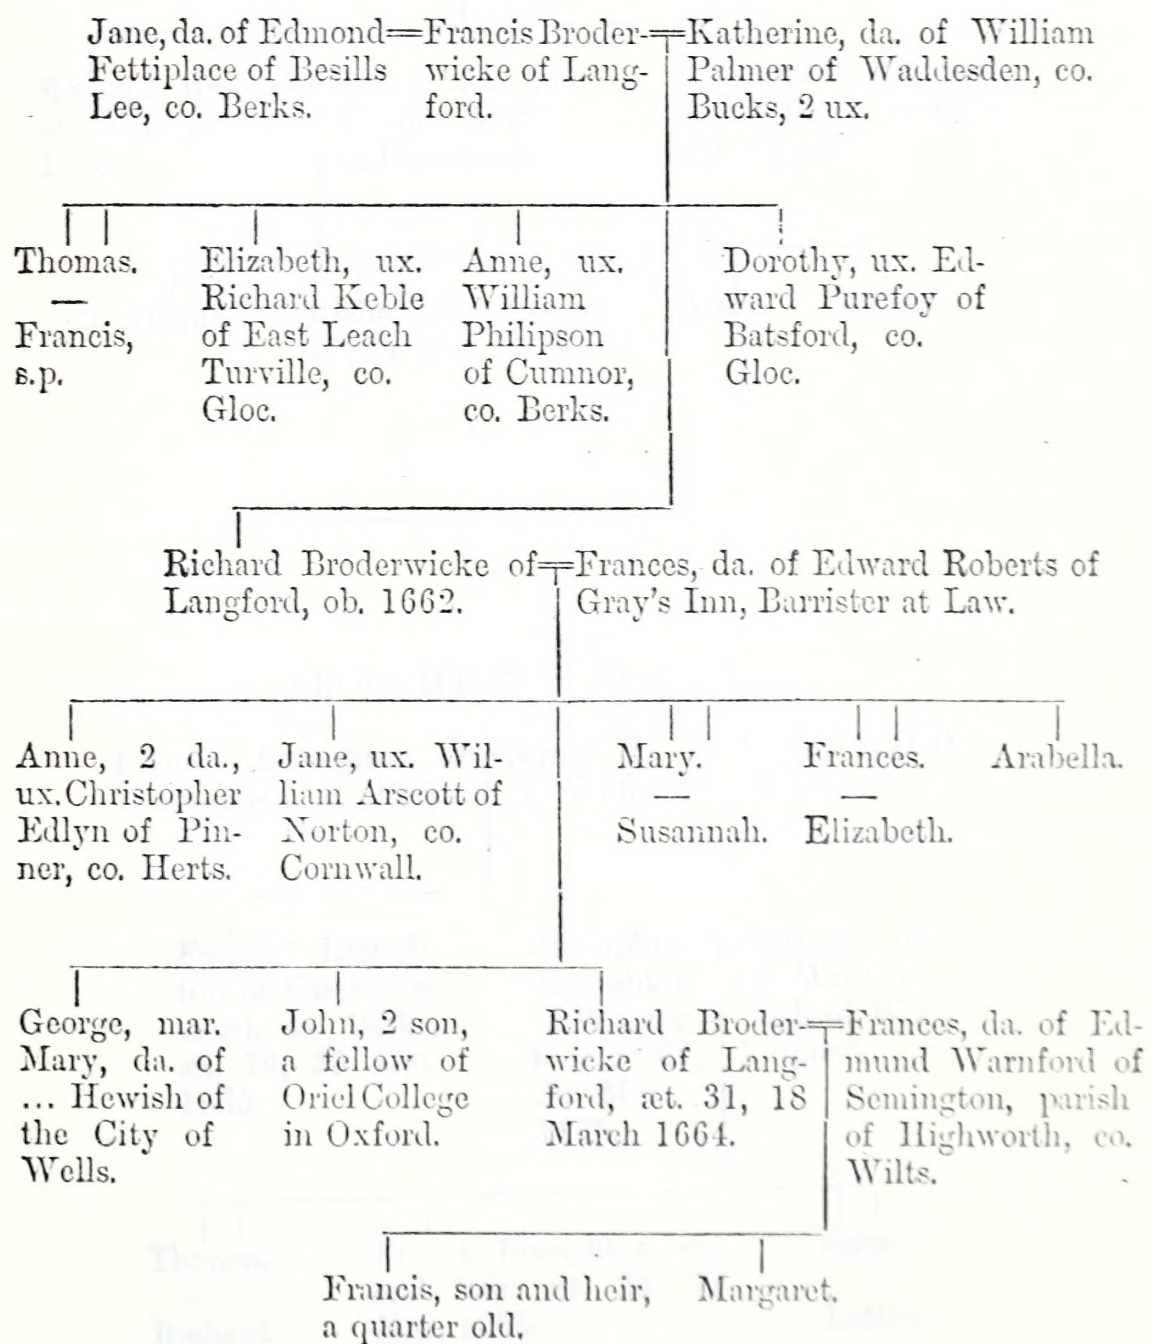 Jane, da. of Edmond=Francis Broder-=Katherine, da. of William
Fettiplace of Besills wicke of Lang- Palmer of Waddesden, co.
Lee, co. Berks. ford. Bucks, 2 ux.
Thomas. Elizabeth, ux. Anne, ux. Dorothy, ux. Ed-
— Richard Keble William ward Purefoy of
Francis, of East Leach Philipson Batsford, co.
s.p. Turville, co. of Cumnor, Gloc.
Gloc. co. Berks.
Richard Broderwicke of=Frances, da. of Edward Roberts of
Langford, ob. 1662. Gray's Inn, Barrister at Law.
Anne, 2 da., Jane, ux. Wil- Mary. Frances. Arabella.
ux. Christopher liam Arscott of — —
Edlyn of Pin- Norton, co. Susannah. Elizabeth.
ner, co. Herts. Cornwall.
George, mar. John, 2 son, Richard Broder-=Frances, da. of Ed-
Mary, da. of a fellow of wicke of Lang- mund Warnford of
... Hewish of Oriel College ford, æt. 31, 18 Semington, parish
the City of in Oxford. March 1664. of Highworth, co.
Wells. Wilts.
Francis, son and heir, Margaret.
a quarter old.